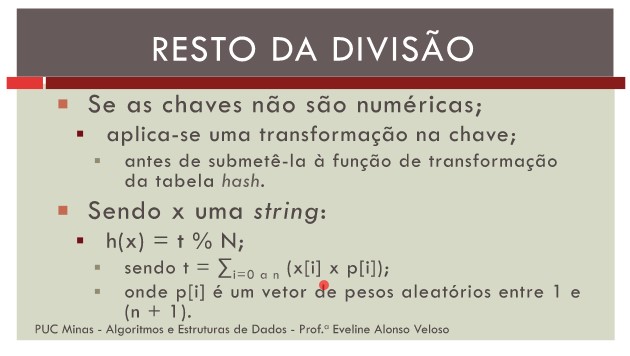 RESTO DA DIVISÃO
Se as chaves não são numéricas;
aplica-se uma transformação na chave;
antes de submetê-la à função de transformação
da tabela hash.
Sendo x uma string:
h(x) = t % N;
sendo t = ∑i=0 a n (x[i] x p[i]);
onde p[i] é um vetor de pesos aleatórios entre 1 e
(n + 1).
PUC Minas - Algoritmos e Estruturas de Dados - Prof.ª Eveline Alonso Veloso